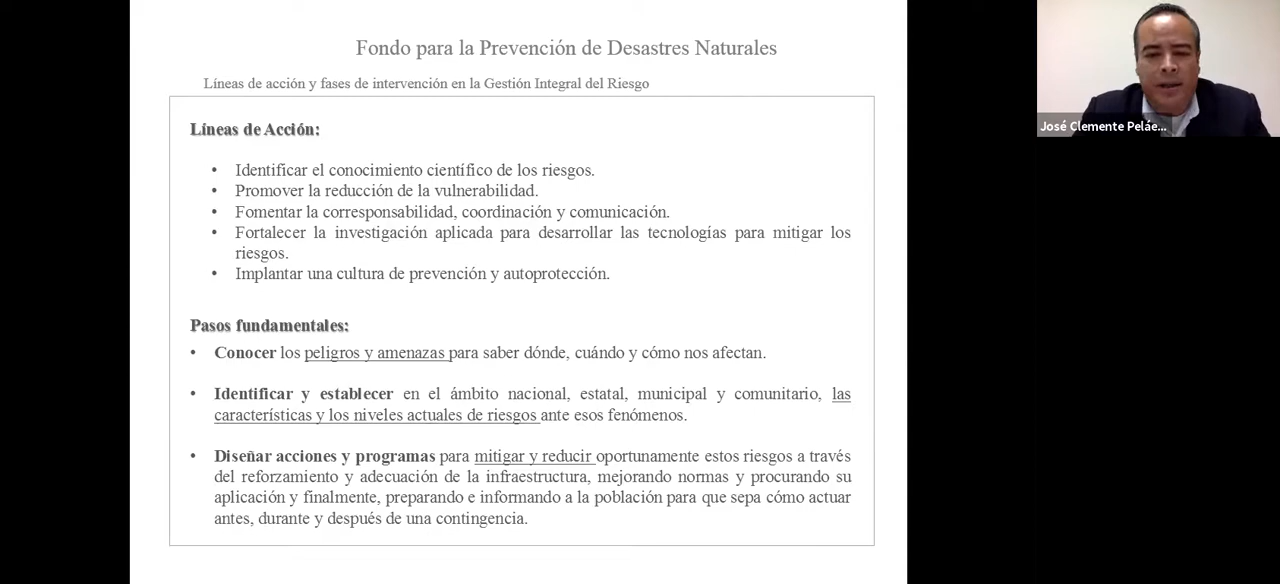 Fondo para la Prevención de Desastres Naturales
Líneas de acción y fases de intervención en la Gestión Integral del Riesgo
José Clemente Peláe...
Líneas de Acción:
• Identificar el conocimiento científico de los riesgos.
• Promover la reducción de la vulnerabilidad.
• Fomentar la corresponsabilidad, coordinación y comunicación.
• Fortalecer la investigación aplicada para desarrollar las tecnologías para mitigar los
riesgos.
• Implantar una cultura de prevención y autoprotección.
Pasos fundamentales:
• Conocer los peligros y amenazas para saber dónde, cuándo y cómo nos afectan.
• Identificar y establecer en el ámbito nacional, estatal, municipal y comunitario, las
características y los niveles actuales de riesgos ante esos fenómenos.
• Diseñar acciones y programas para mitigar y reducir oportunamente estos riesgos a través
del reforzamiento y adecuación de la infraestructura, mejorando normas y procurando su
aplicación y finalmente, preparando e informando a la población para que sepa cómo actuar
antes, durante y después de una contingencia.